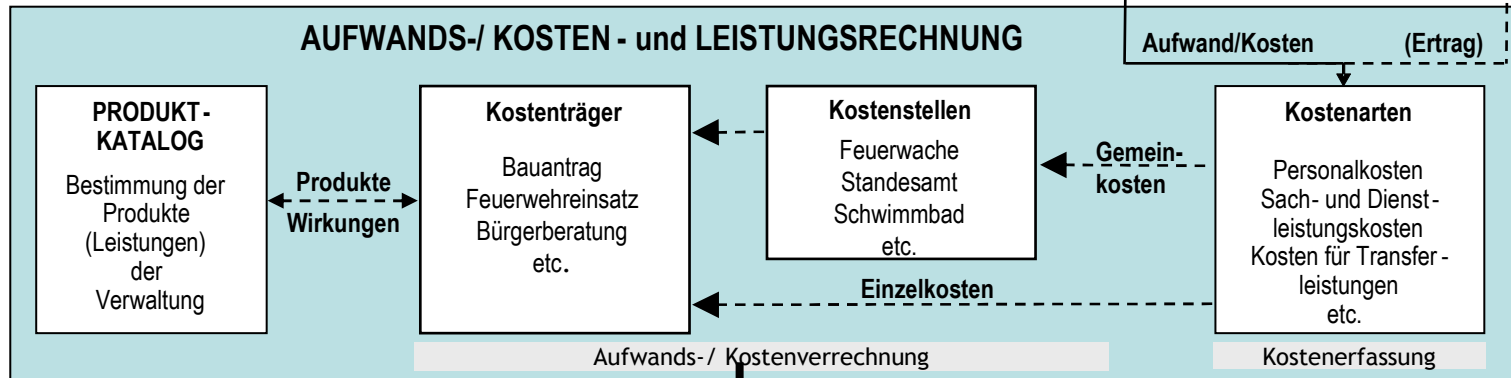 AUFWANDS-/ KOSTEN - und LEISTUNGSRECHNUNG
Aufwand/Kosten (Ertrag)
PRODUKT-
KATALOG
Bestimmung der
Produkte
(Leistungen)
der
Verwaltung
Produkte
Wirkungen
Kostenträger
Bauantrag
Feuerwehreinsatz
Bürgerberatung
etc.
Kostenstellen
Feuerwache
Standesamt
Schwimmbad
etc.
Gemein-
kosten
Einzelkosten
Kostenarten
Personalkosten
Sach- und Dienst-
leistungskosten
Kosten für Transfer-
leistungen
etc.
Aufwands-/ Kostenverrechnung
Kostenerfassung